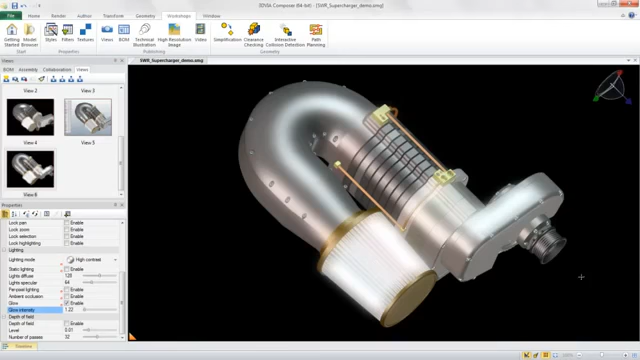 3DVIA Composer (64-bit) - [SWR_Supercharger_demo.smg]
File Home Render Author Transform Geometry Workshops Window
Getting Started Model Browser Styles Filters Textures Views BOM Technical Illustration High-Resolution Image Video Simplification Clearance Checking Interactive Collision Detection Path Planning
Start Publishing Geometry
Views SWR_Supercharger_demo.smg
BOM Assembly Collaboration Views
View 2 View 3
View 4 View 5
View 6
Properties
Lock pan Enable
Lock zoom Enable
Lock selection Enable
Lock highlighting Enable
Lighting
Lighting mode High contrast
Static lighting Enable
Lights diffuse 128
Lights specular 64
Per-pixel lighting Enable
Ambient occlusion Enable
Glow Enable
Glow intensity 1.22
Depth of field
Depth of field Enable
Level 0.01
Number of passes 32
Timeline